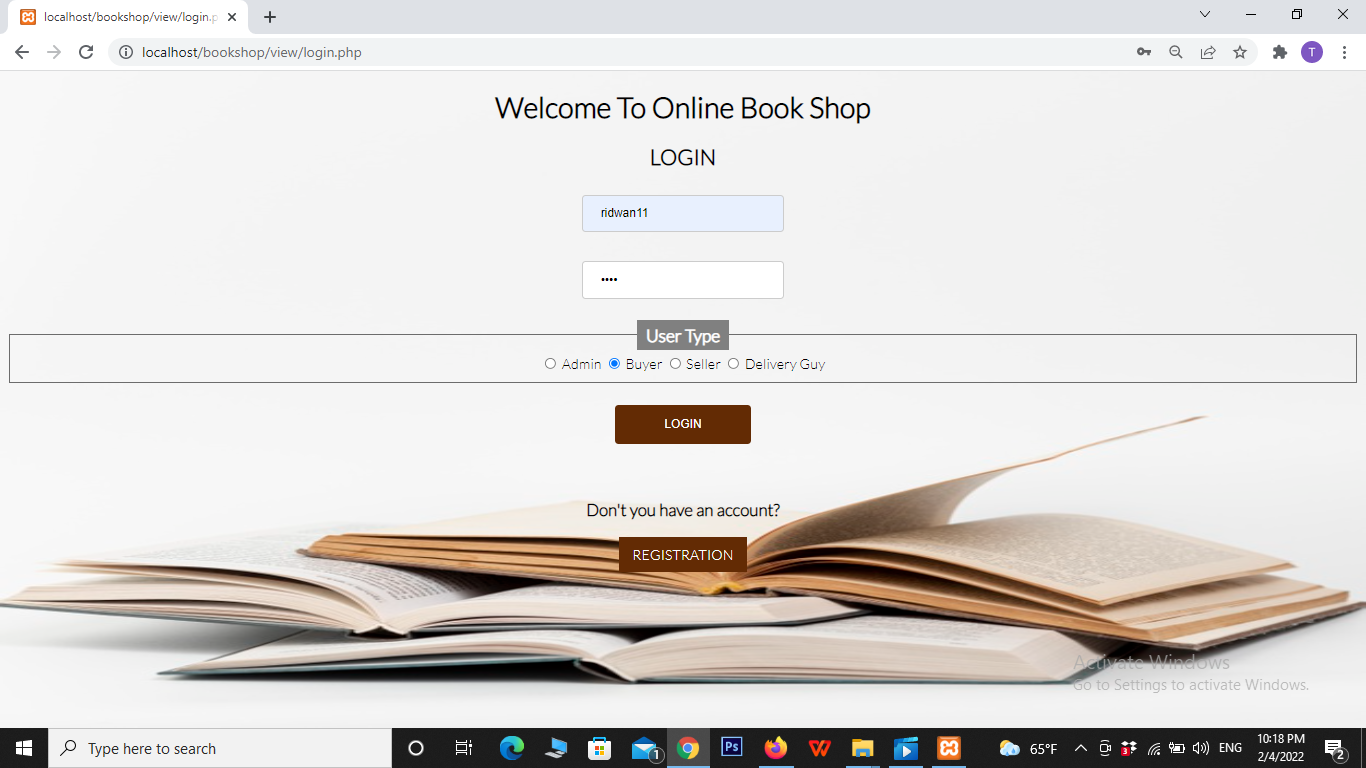 localhost/bookshop/view/login.p
localhost/bookshop/view/login.php
T
Welcome To Online Book Shop
LOGIN
ridwan11
••••
User Type
Admin Buyer Seller Delivery Guy
LOGIN
Don't you have an account?
REGISTRATION
Activate Windows
Go to Settings to activate Windows.
Type here to search
1
Ps
W
65°F
3
ENG
10:18 PM
2/4/2022
2